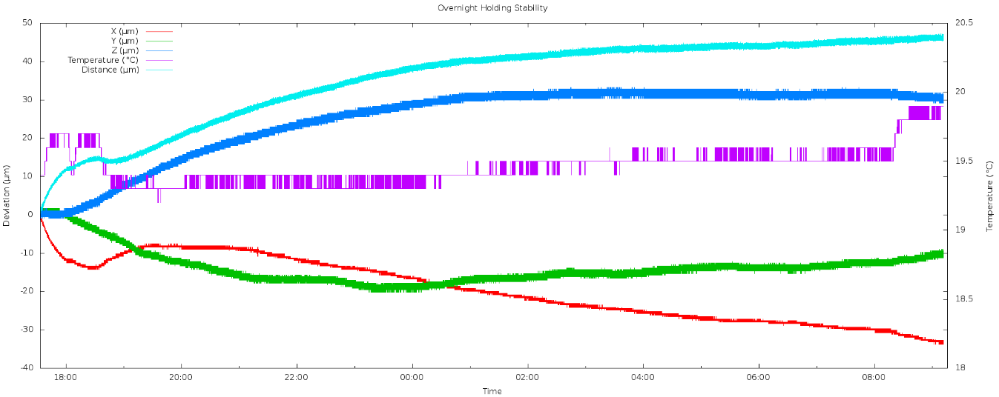 Overnight Holding Stability
X (µm)
Y (µm)
Z (µm)
Temperature (°C)
Distance (µm)
50
40
30
20
10
0
-10
-20
-30
-40
Deviation (µm)
20.5
20
19.5
19
18.5
18
Temperature (°C)
18:00 20:00 22:00 00:00 02:00 04:00 06:00 08:00
Time